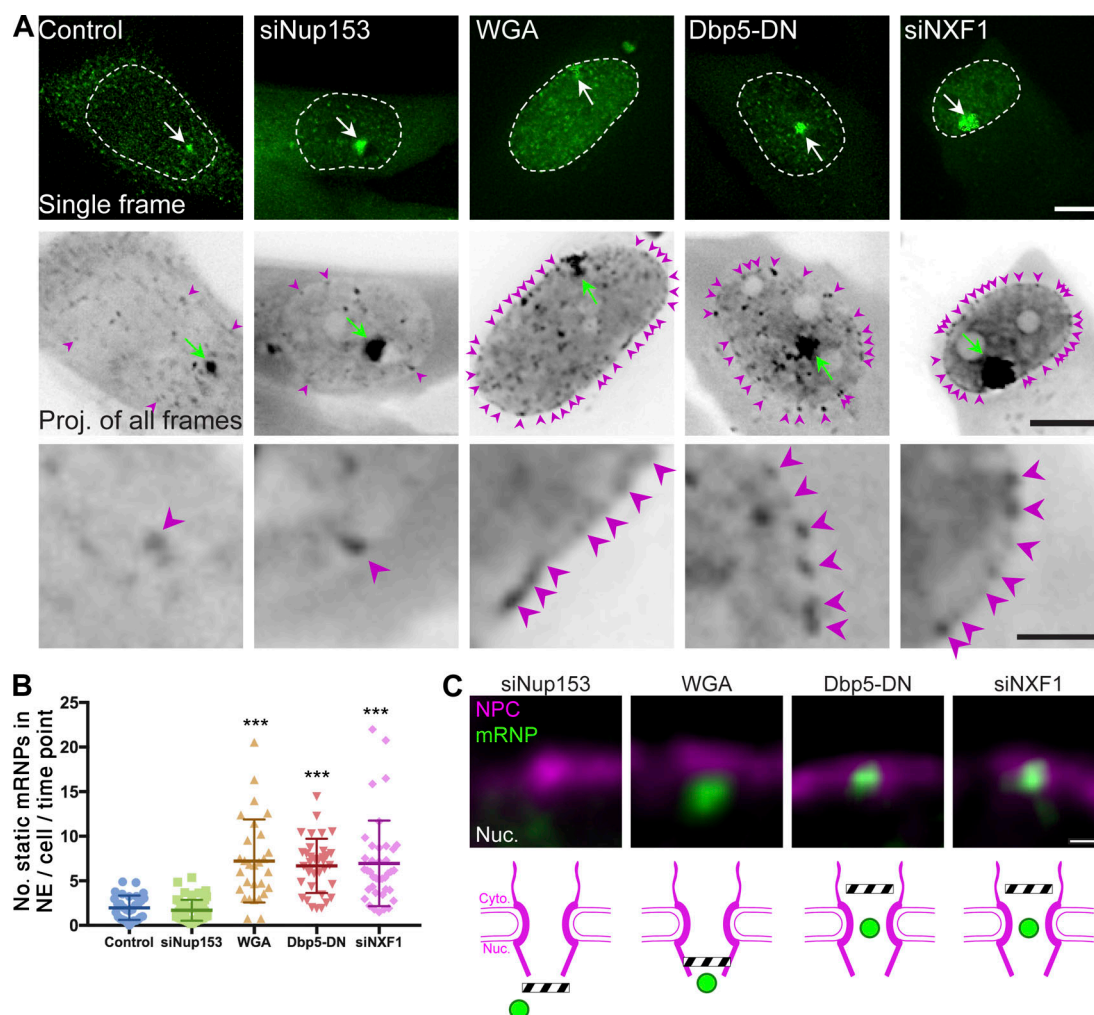 A
Control
siNup153
WGA
Dbp5-DN
siNXF1
Single frame
Proj. of all frames
B
No. static mRNPs in
NE / cell / time point
25
20
15
10
5
0
***
***
***
Control
siNup153
WGA
Dbp5-DN
siNXF1
C
siNup153
WGA
Dbp5-DN
siNXF1
NPC
mRNP
Nuc.
Cyto.
Nuc.